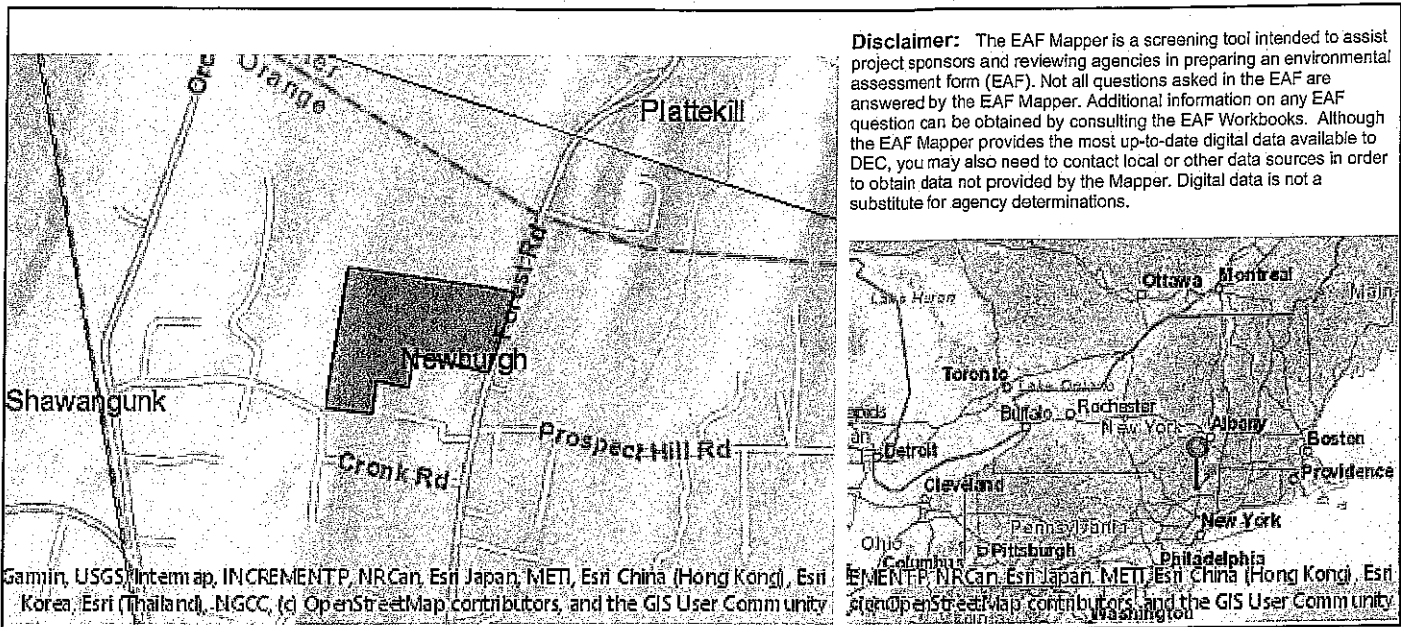 Disclaimer: The EAF Mapper is a screening tool intended to assist
project sponsors and reviewing agencies in preparing an environmental
assessment form (EAF). Not all questions asked in the EAF are
answered by the EAF Mapper. Additional information on any EAF
question can be obtained by consulting the EAF Workbooks. Although
the EAF Mapper provides the most up-to-date digital data available to
DEC, you may also need to contact local or other data sources in order
to obtain data not provided by the Mapper. Digital data is not a
substitute for agency determinations.
Orange
Plattekill
Forest Rd
Newburgh
Shawangunk
Prospect Hill Rd
Cronk Rd
Garmin, USGS, Intermap, INCREMENT P, NRCan, Esri Japan, METI, Esri China (Hong Kong), Esri
Korea, Esri (Thailand), NGCC, (c) OpenStreetMap contributors, and the GIS User Community
Ottawa
Montreal
Lake Huron
Main
Toronto
Lake Ontario
Buffalo
Rochester
New York
Albany
apids
Detroit
Boston
Providence
Cleveland
New York
Pennsylvania
Ohio
Pittsburgh
Philadelphia
Columbus
EMENT P, NRCan, Esri Japan, METI, Esri China (Hong Kong), Esri
OpenStreetMap contributors, and the GIS User Community
Washington